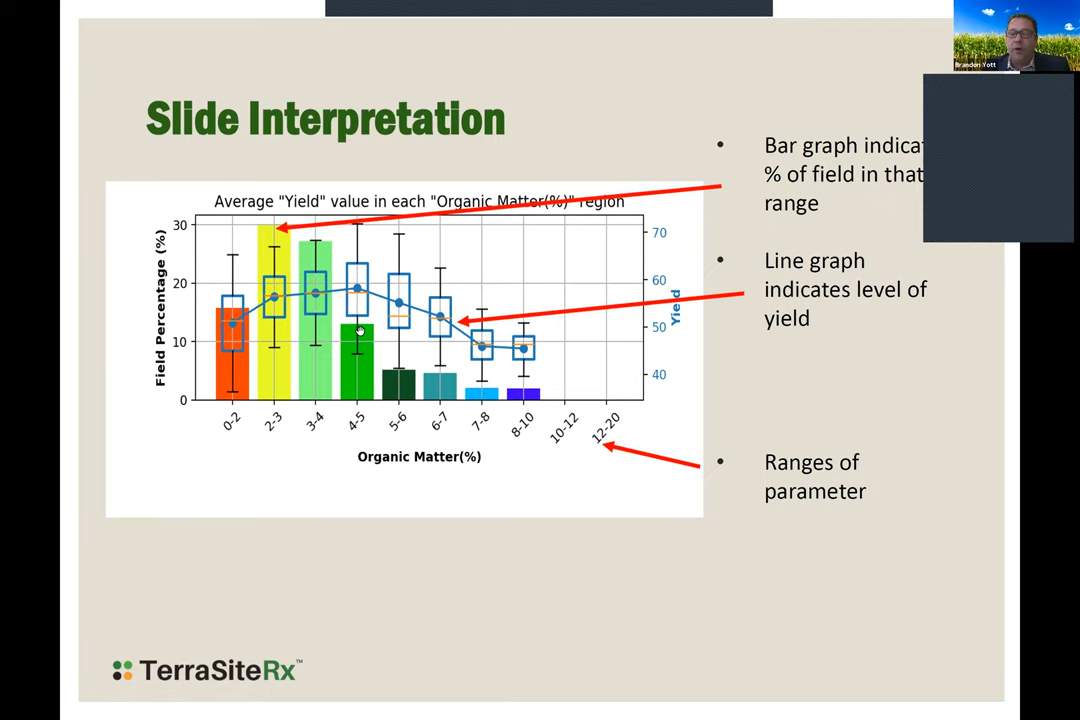 Brandon Yott
Slide Interpretation
Average "Yield" value in each "Organic Matter(%)" region
Field Percentage (%)
30
20
10
0
70
60
50
40
Yield
0-2
2-3
3-4
4-5
5-6
6-7
7-8
8-10
10-12
12-20
Organic Matter(%)
• Bar graph
% of field in that
range
• Line graph
indicates level of
yield
• Ranges of
parameter
TerraSiteRx™